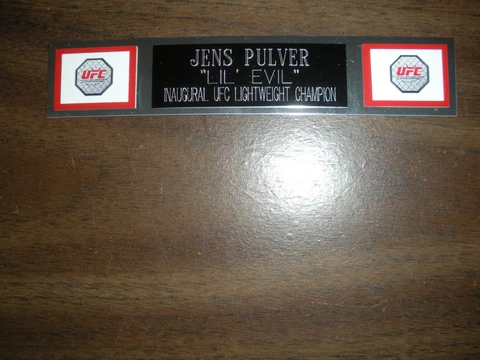 JENS PULVER
"LIL' EVIL"
INAUGURAL UFC LIGHTWEIGHT CHAMPION
UFC
UFC